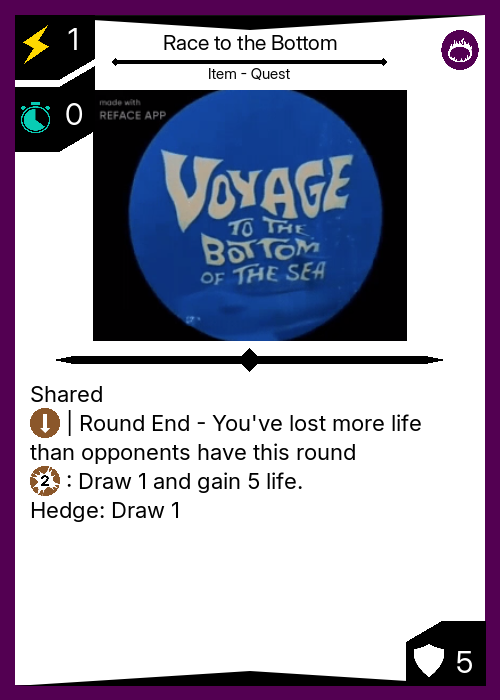 1
Race to the Bottom
Item - Quest
0
made with
REFACE APP
VOYAGE
TO THE
BOTTOM
OF THE SEA
Shared
| Round End - You've lost more life
than opponents have this round
2 : Draw 1 and gain 5 life.
Hedge: Draw 1
5